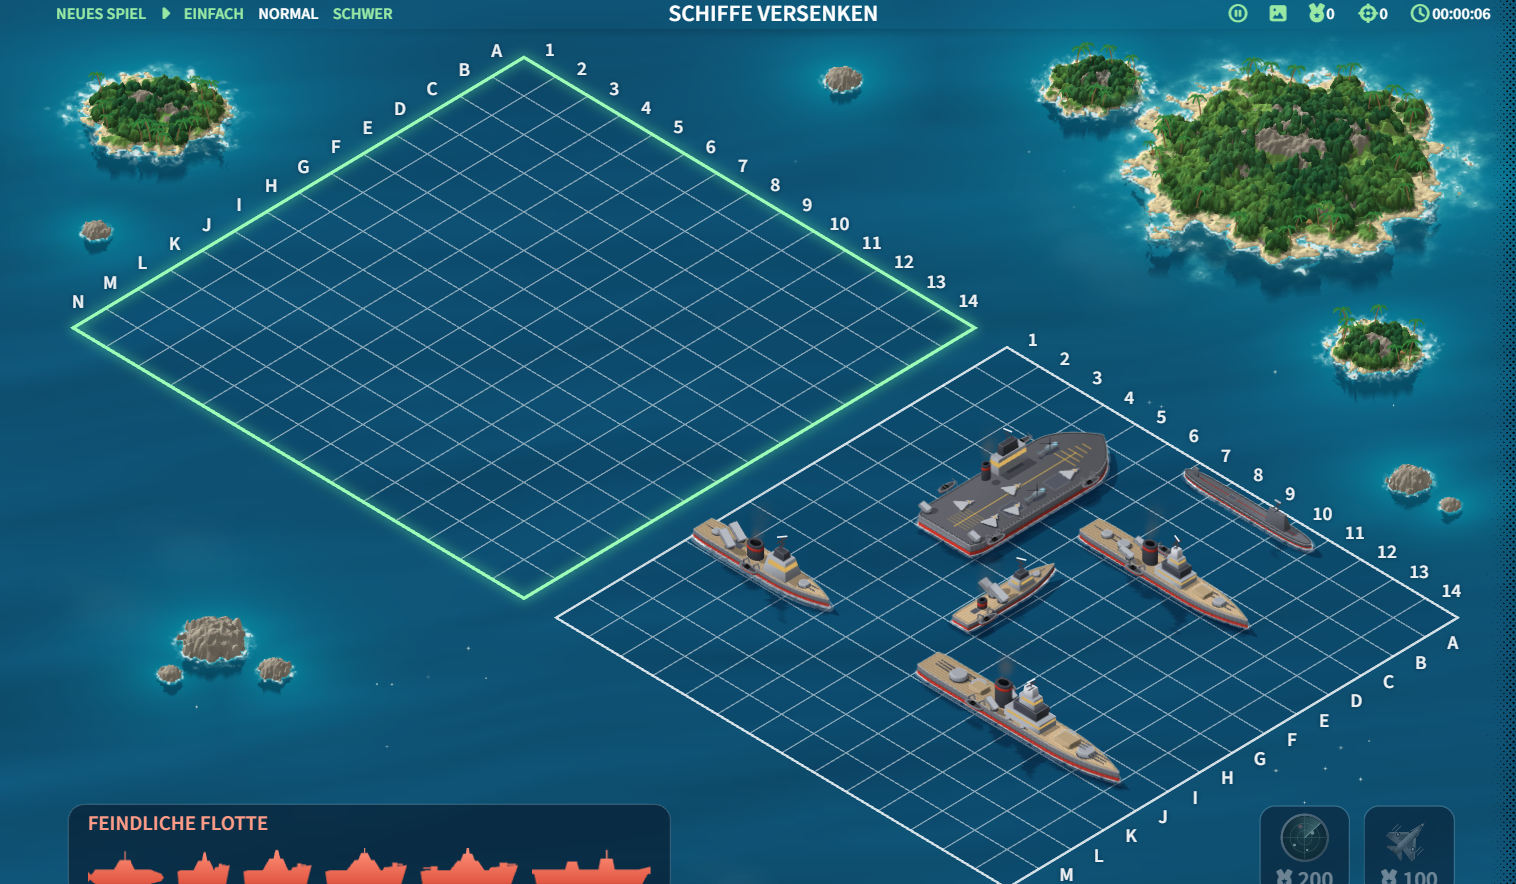 NEUES SPIEL EINFACH NORMAL SCHWER SCHIFFE VERSENKEN 0 0 00:00:06
A 1
B 2
C 3
D 4
E 5
F 6
G 7
H 8
I 9
J 10
K 11
L 12
M 13
N 14
1
2
3
4
5
6
7
8
9
10
11
12
13
14
A
B
C
D
E
F
G
H
I
J
K
L
M
FEINDLICHE FLOTTE
200 100